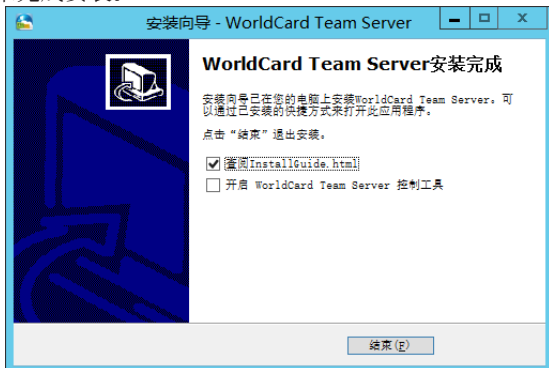 安装向导 - WorldCard Team Server
WorldCard Team Server安装完成
安装向导已在您的电脑上安装WorldCard Team Server。可
以通过已安装的快捷方式来打开此应用程序。
点击“结束”退出安装。
查阅InstallGuide.html
开启 WorldCard Team Server 控制工具
结束(F)